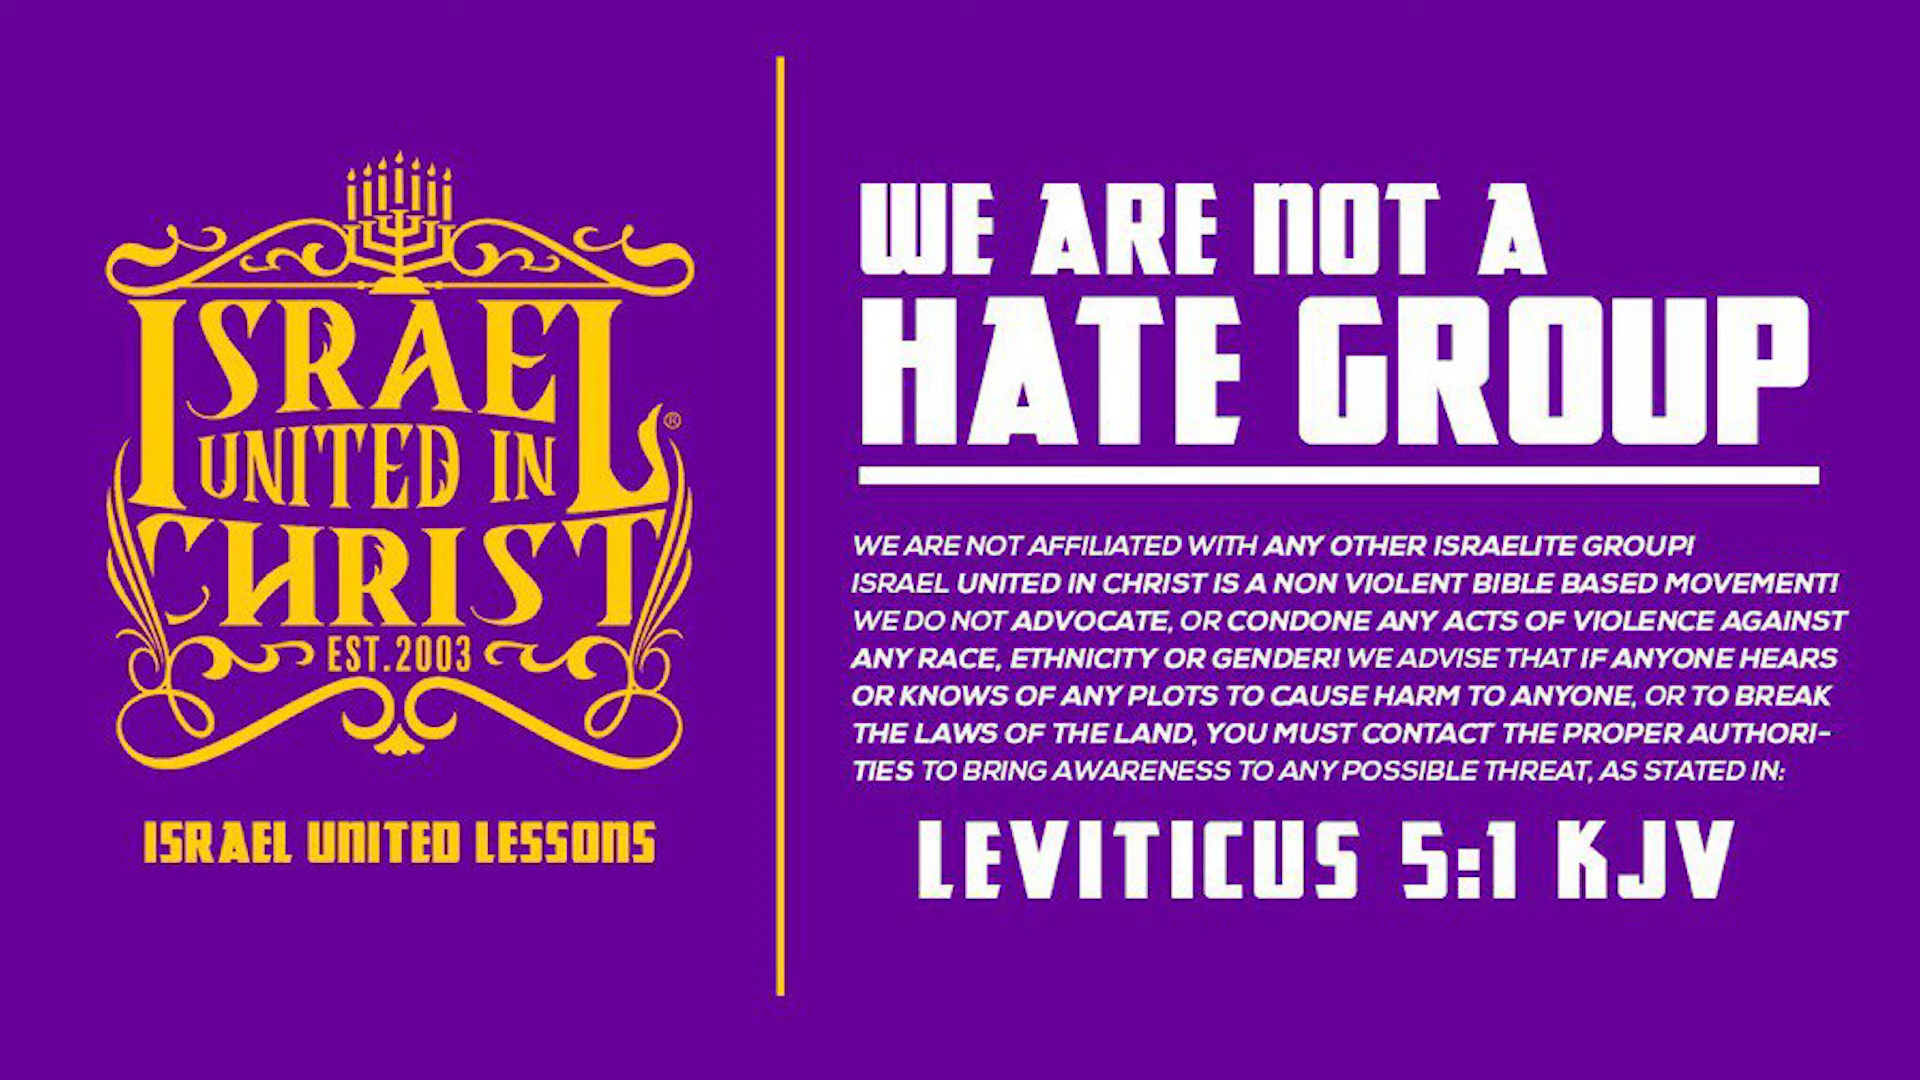 ISRAEL
UNITED IN
CHRIST
®
EST.2003
ISRAEL UNITED LESSONS
WE ARE NOT A
HATE GROUP
WE ARE NOT AFFILIATED WITH ANY OTHER ISRAELITE GROUP!
ISRAEL UNITED IN CHRIST IS A NON VIOLENT BIBLE BASED MOVEMENT!
WE DO NOT ADVOCATE, OR CONDONE ANY ACTS OF VIOLENCE AGAINST
ANY RACE, ETHNICITY OR GENDER! WE ADVISE THAT IF ANYONE HEARS
OR KNOWS OF ANY PLOTS TO CAUSE HARM TO ANYONE, OR TO BREAK
THE LAWS OF THE LAND, YOU MUST CONTACT THE PROPER AUTHORI-
TIES TO BRING AWARENESS TO ANY POSSIBLE THREAT, AS STATED IN:
LEVITICUS 5:1 KJV